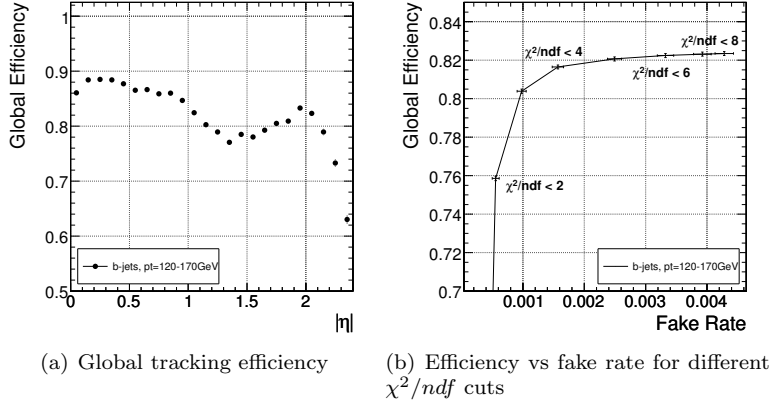 Global Efficiency
1
0.9
0.8
0.7
0.6
0.5
b-jets, pt=120-170GeV
0 0.5 1 1.5 2
|η|
Global Efficiency
0.84
0.82
0.8
0.78
0.76
0.74
0.72
0.7
χ²/ndf < 8
χ²/ndf < 4
χ²/ndf < 6
χ²/ndf < 2
b-jets, pt=120-170GeV
0.001 0.002 0.003 0.004
Fake Rate
(a) Global tracking efficiency
(b) Efficiency vs fake rate for different
χ²/ndf cuts